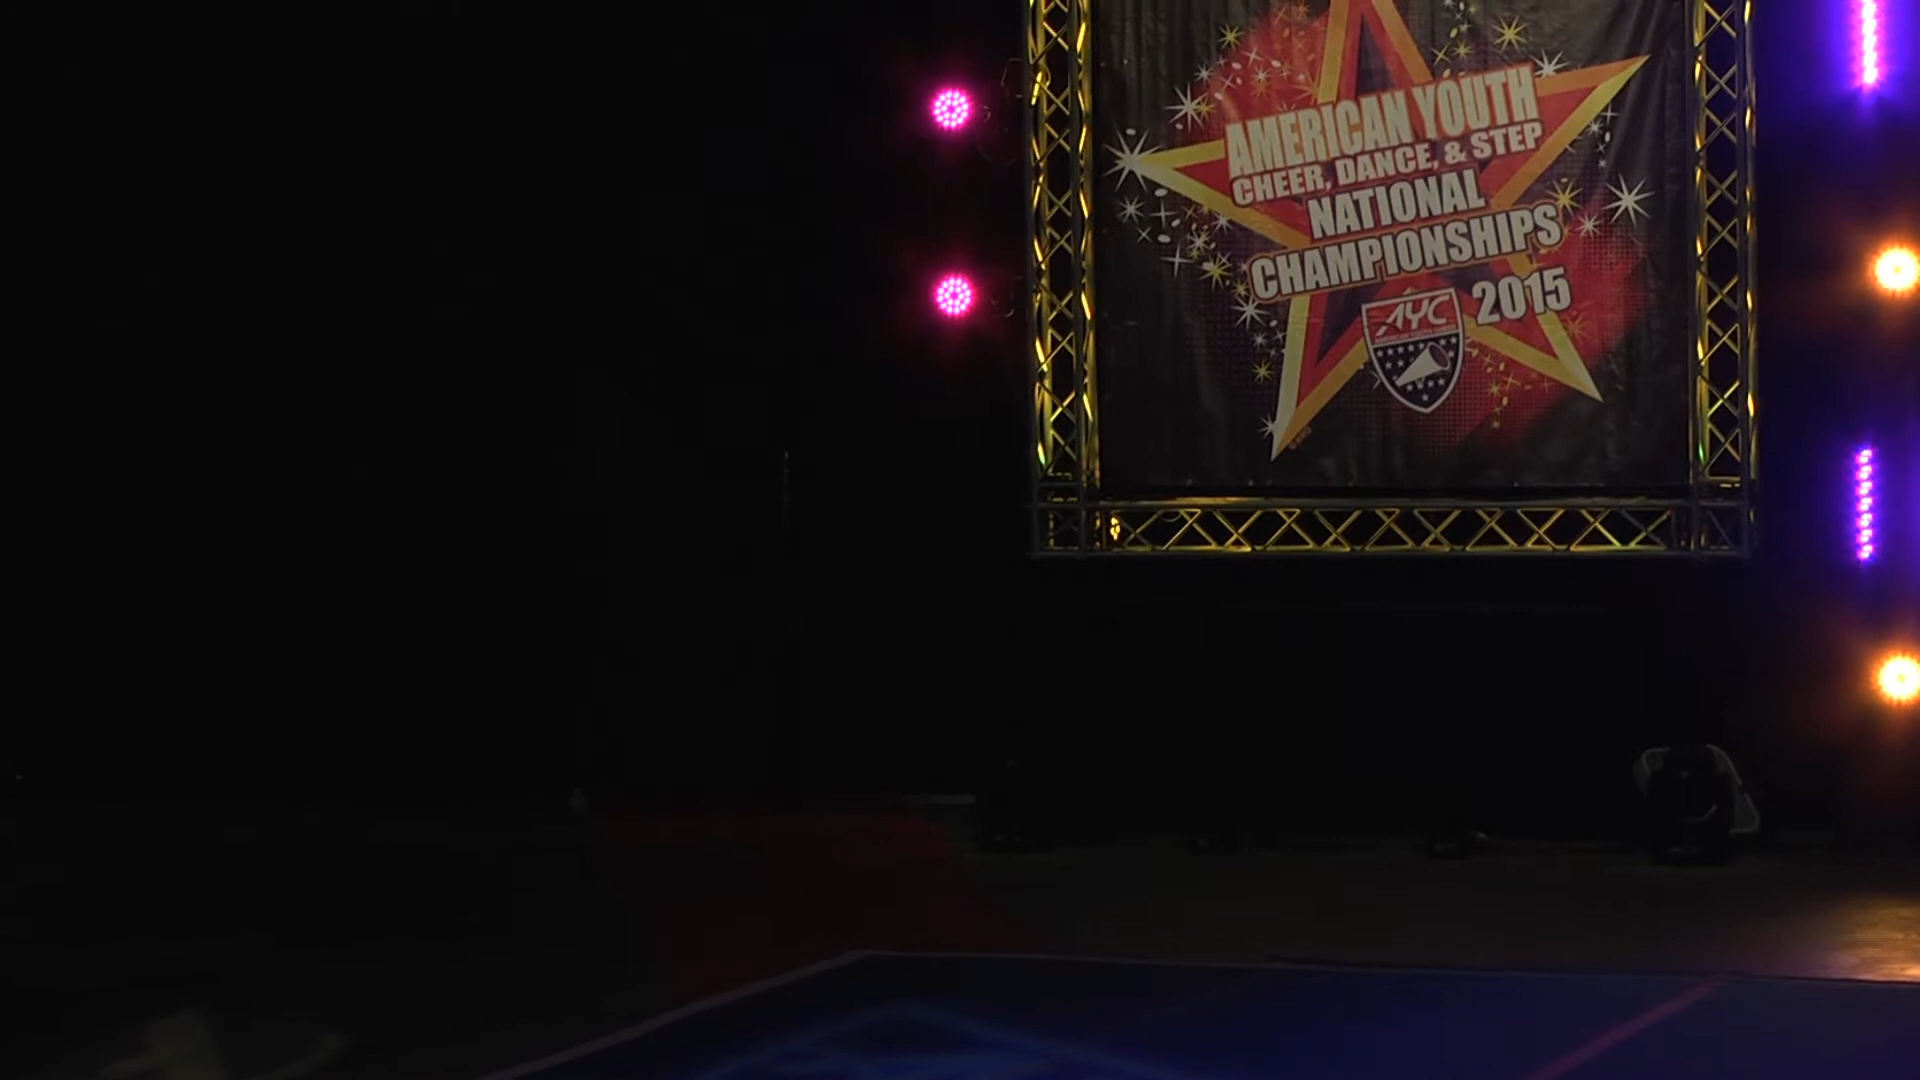 AMERICAN YOUTH
CHEER, DANCE, & STEP
NATIONAL
CHAMPIONSHIPS
2015
AYC